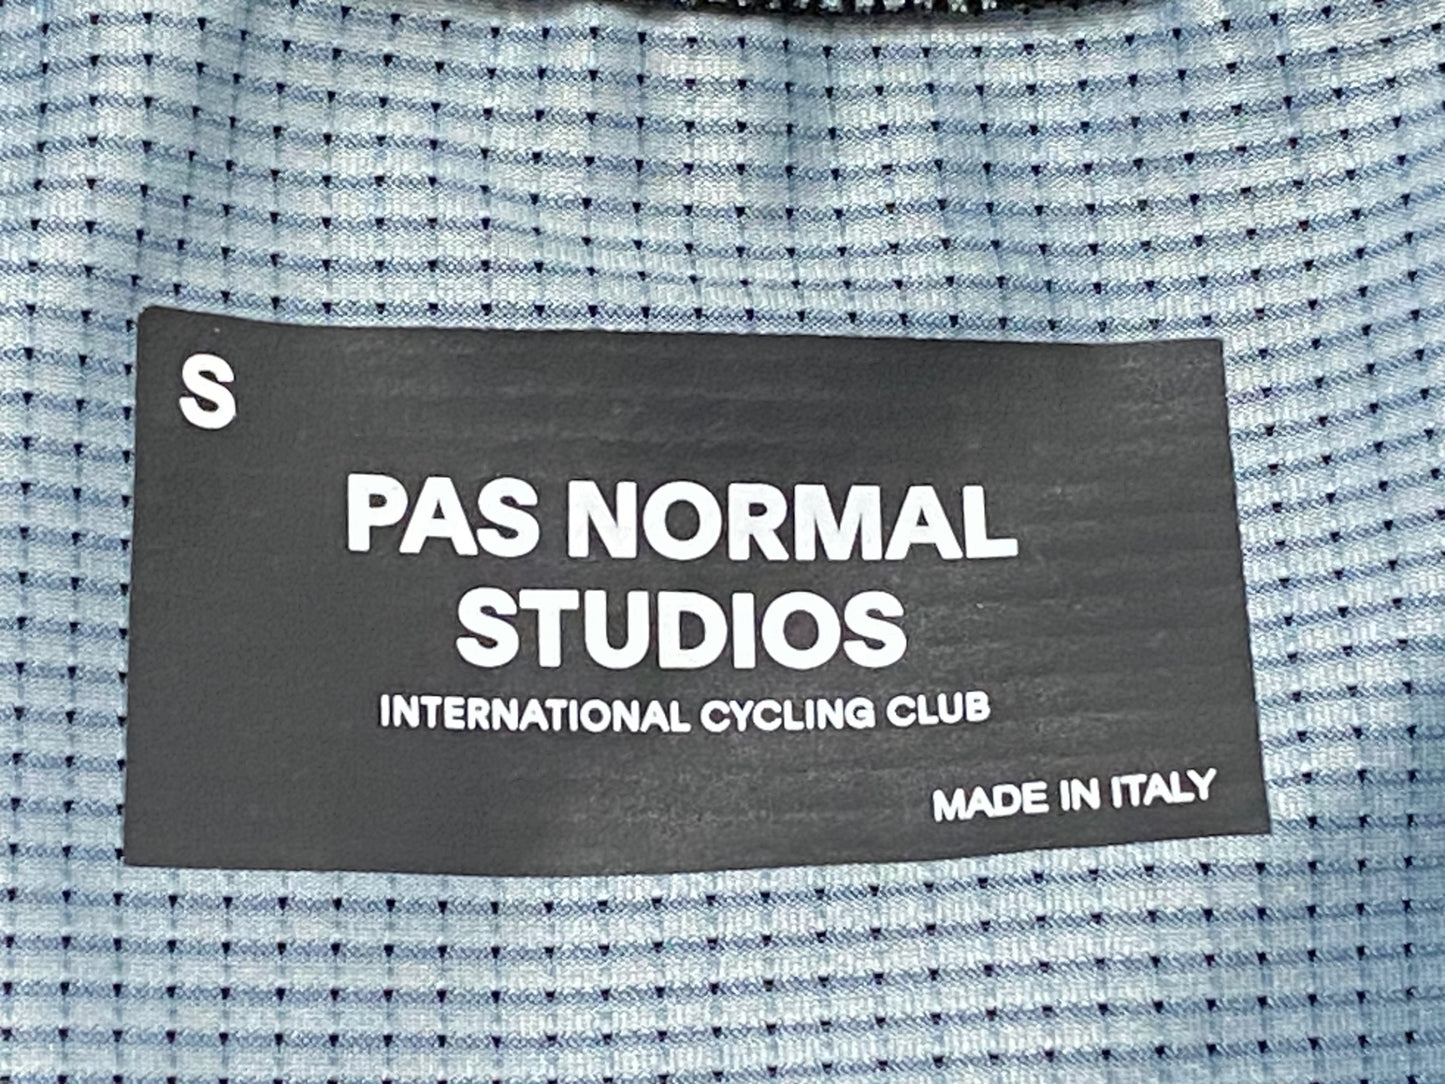 S
PAS NORMAL
STUDIOS
INTERNATIONAL CYCLING CLUB
MADE IN ITALY